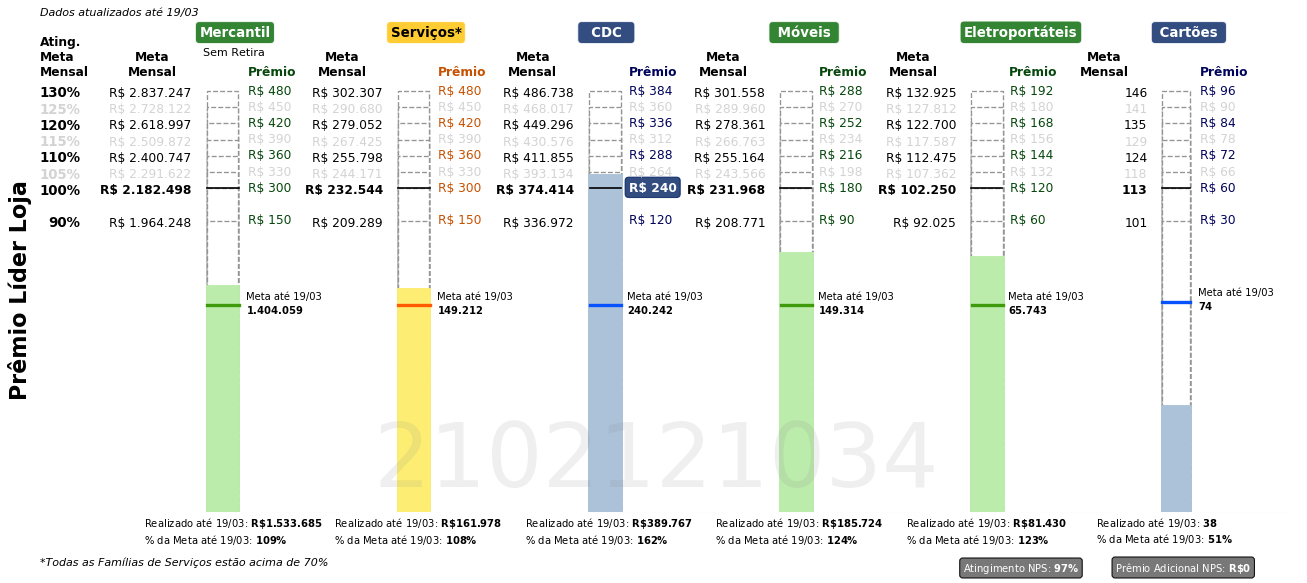 Dados atualizados até 19/03
Mercantil Serviços* CDC Móveis Eletroportáteis Cartões
Sem Retira
Ating. Meta Mensal Meta Mensal Prêmio Meta Mensal Prêmio Meta Mensal Prêmio Meta Mensal Prêmio Meta Mensal Prêmio Meta Mensal Prêmio
130% R$ 2.837.247 R$ 480 R$ 302.307 R$ 480 R$ 486.738 R$ 384 R$ 301.558 R$ 288 R$ 132.925 R$ 192 146 R$ 96
125% R$ 2.728.122 R$ 450 R$ 290.680 R$ 450 R$ 468.017 R$ 360 R$ 289.960 R$ 270 R$ 127.812 R$ 180 141 R$ 90
120% R$ 2.618.997 R$ 420 R$ 279.052 R$ 420 R$ 449.296 R$ 336 R$ 278.361 R$ 252 R$ 122.700 R$ 168 135 R$ 84
115% R$ 2.509.872 R$ 390 R$ 267.425 R$ 390 R$ 430.576 R$ 312 R$ 266.763 R$ 234 R$ 117.587 R$ 156 129 R$ 78
110% R$ 2.400.747 R$ 360 R$ 255.798 R$ 360 R$ 411.855 R$ 288 R$ 255.164 R$ 216 R$ 112.475 R$ 144 124 R$ 72
105% R$ 2.291.622 R$ 330 R$ 244.171 R$ 330 R$ 393.134 R$ 264 R$ 243.566 R$ 198 R$ 107.362 R$ 132 118 R$ 66
100% R$ 2.182.498 R$ 300 R$ 232.544 R$ 300 R$ 374.414 R$ 240 R$ 231.968 R$ 180 R$ 102.250 R$ 120 113 R$ 60
90% R$ 1.964.248 R$ 150 R$ 209.289 R$ 150 R$ 336.972 R$ 120 R$ 208.771 R$ 90 R$ 92.025 R$ 60 101 R$ 30
Prêmio Líder Loja
Meta até 19/03 Meta até 19/03 Meta até 19/03 Meta até 19/03 Meta até 19/03 Meta até 19/03
1.404.059 149.212 240.242 149.314 65.743 74
2102121034
Realizado até 19/03: R$1.533.685 Realizado até 19/03: R$161.978 Realizado até 19/03: R$389.767 Realizado até 19/03: R$185.724 Realizado até 19/03: R$81.430 Realizado até 19/03: 38
% da Meta até 19/03: 109% % da Meta até 19/03: 108% % da Meta até 19/03: 162% % da Meta até 19/03: 124% % da Meta até 19/03: 123% % da Meta até 19/03: 51%
*Todas as Famílias de Serviços estão acima de 70%
Atingimento NPS: 97% Prêmio Adicional NPS: R$0